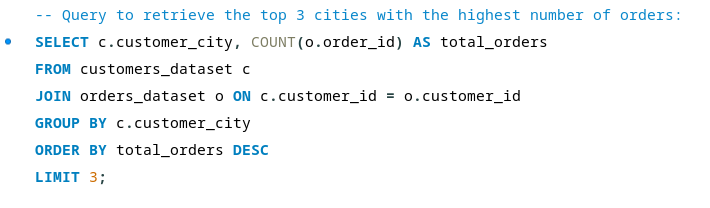 -- Query to retrieve the top 3 cities with the highest number of orders:
SELECT c.customer_city, COUNT(o.order_id) AS total_orders
FROM customers_dataset c
JOIN orders_dataset o ON c.customer_id = o.customer_id
GROUP BY c.customer_city
ORDER BY total_orders DESC
LIMIT 3;